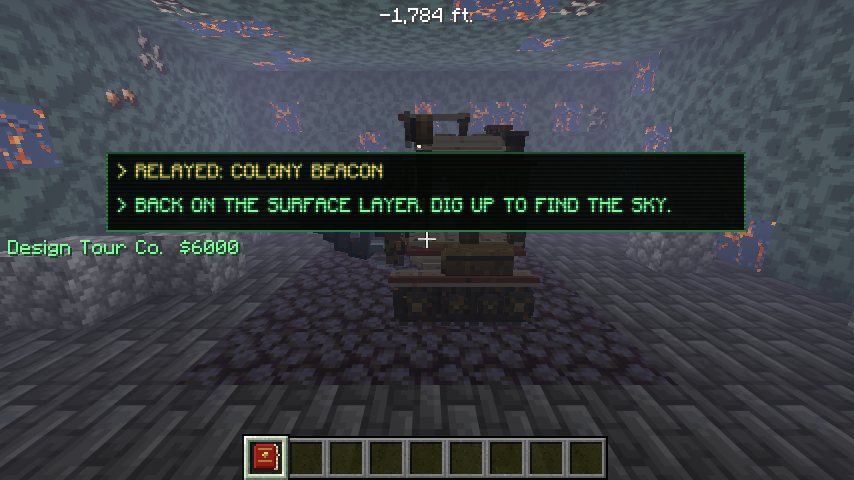 -1,784 ft.
> RELAYED: COLONY BEACON
> BACK ON THE SURFACE LAYER. DIG UP TO FIND THE SKY.
Design Tour Co. $6000